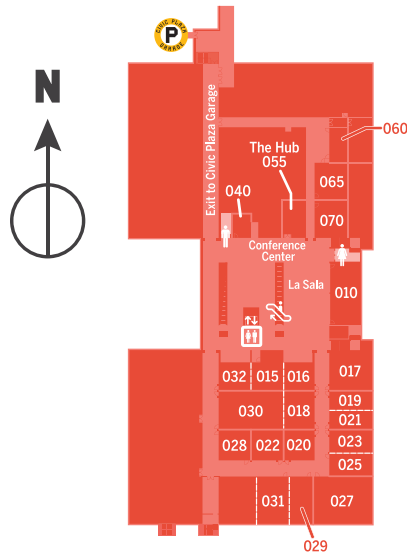 CIVIC PLAZA
P
GARAGE
N
Exit to Civic Plaza Garage
060
The Hub
055
065
040
070
Conference
Center
La Sala
010
032
015
016
017
019
030
018
021
028
022
020
023
025
031
027
029